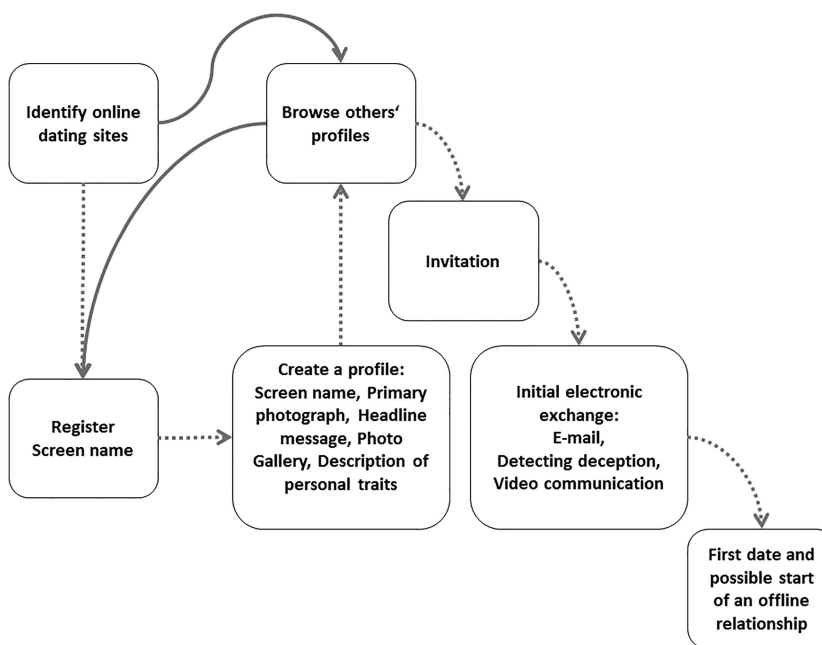 Identify online
dating sites
Browse others‘
profiles
Invitation
Register
Screen name
Create a profile:
Screen name, Primary
photograph, Headline
message, Photo
Gallery, Description of
personal traits
Initial electronic
exchange:
E-mail,
Detecting deception,
Video communication
First date and
possible start
of an offline
relationship